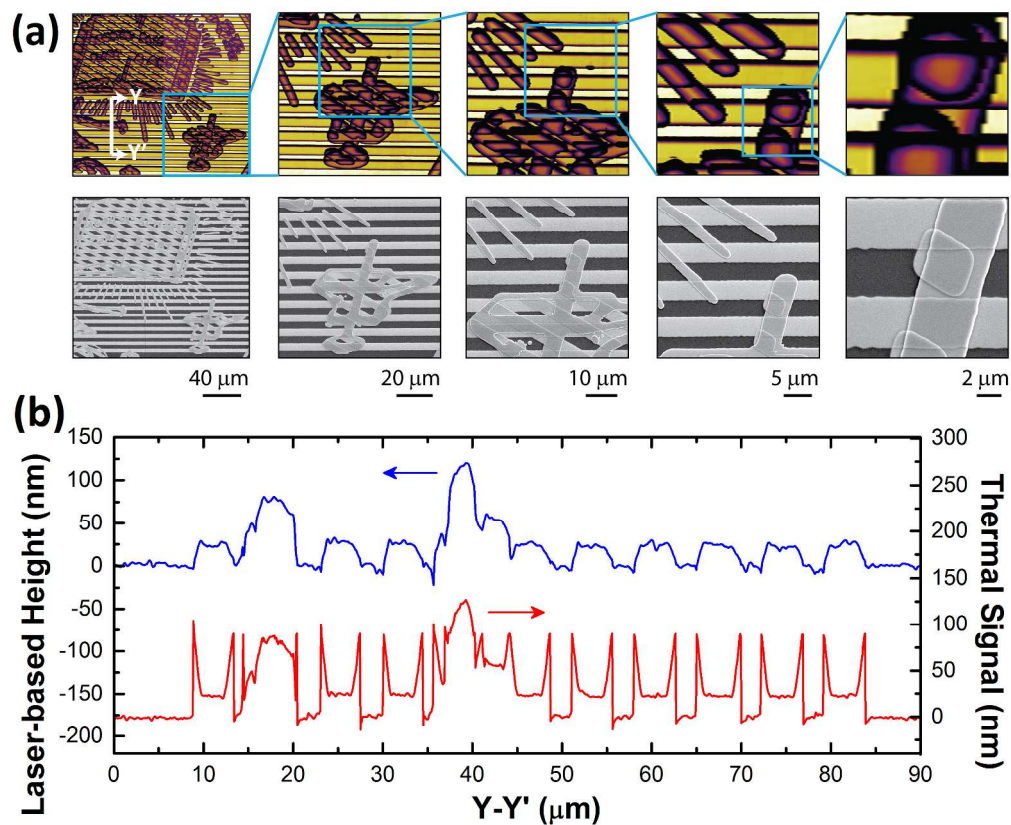 (a)
Y
Y'
40 μm
20 μm
10 μm
5 μm
2 μm
(b)
Laser-based Height (nm)
150
100
50
0
-50
-100
-150
-200
300
250
200
150
100
50
0
Thermal Signal (nm)
0 10 20 30 40 50 60 70 80 90
Y-Y' (μm)